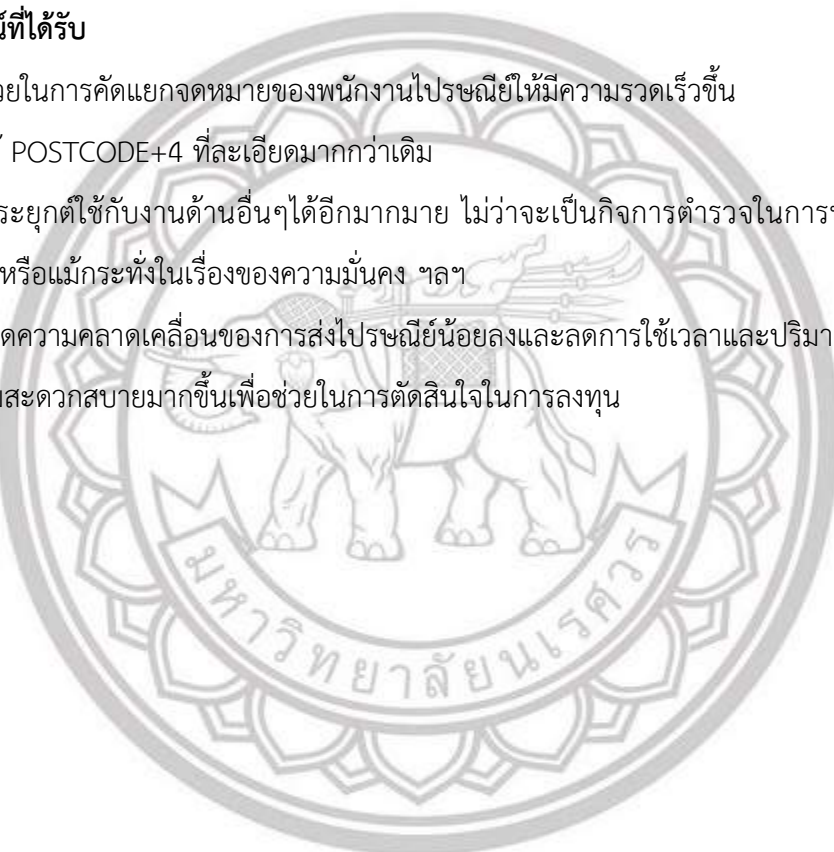 ที่ได้รับ
ยในการคัดแยกจดหมายของพนักงานไปรษณีย์ให้มีความรวดเร็วขึ้น
POSTCODE+4 ที่ละเอียดมากกว่าเดิม
ระยุกต์ใช้กับงานด้านอื่นๆได้อีกมากมาย ไม่ว่าจะเป็นกิจการตำรวจในการ
หรือแม้กระทั่งในเรื่องของความมั่นคง ฯลฯ
ดความคลาดเคลื่อนของการส่งไปรษณีย์น้อยลงและลดการใช้เวลาและปริมา
สะดวกสบายมากขึ้นเพื่อช่วยในการตัดสินใจในการลงทุน
มหาวิทยาลัยนเรศวร